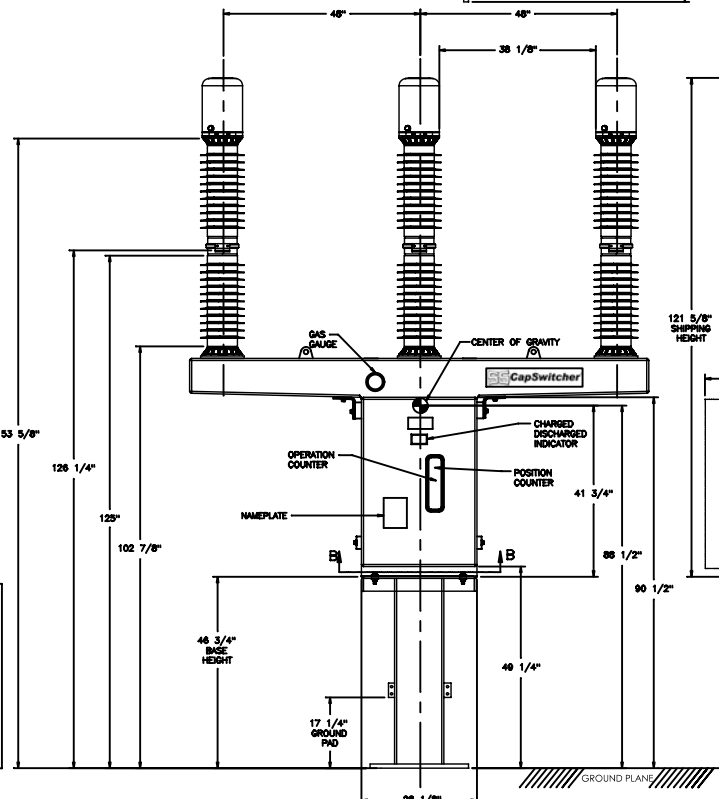 48"
48"
38 1/8"
121 5/8"
SHIPPING
HEIGHT
GAS
GAUGE
CENTER OF GRAVITY
SS CapSwitcher
CHARGED
DISCHARGED
INDICATOR
53 5/8"
OPERATION
COUNTER
POSITION
COUNTER
126 1/4"
41 3/4"
NAMEPLATE
125"
102 7/8"
B
B
88 1/2"
90 1/2"
46 3/4"
BASE
HEIGHT
49 1/4"
17 1/4"
GROUND
PAD
GROUND PLANE